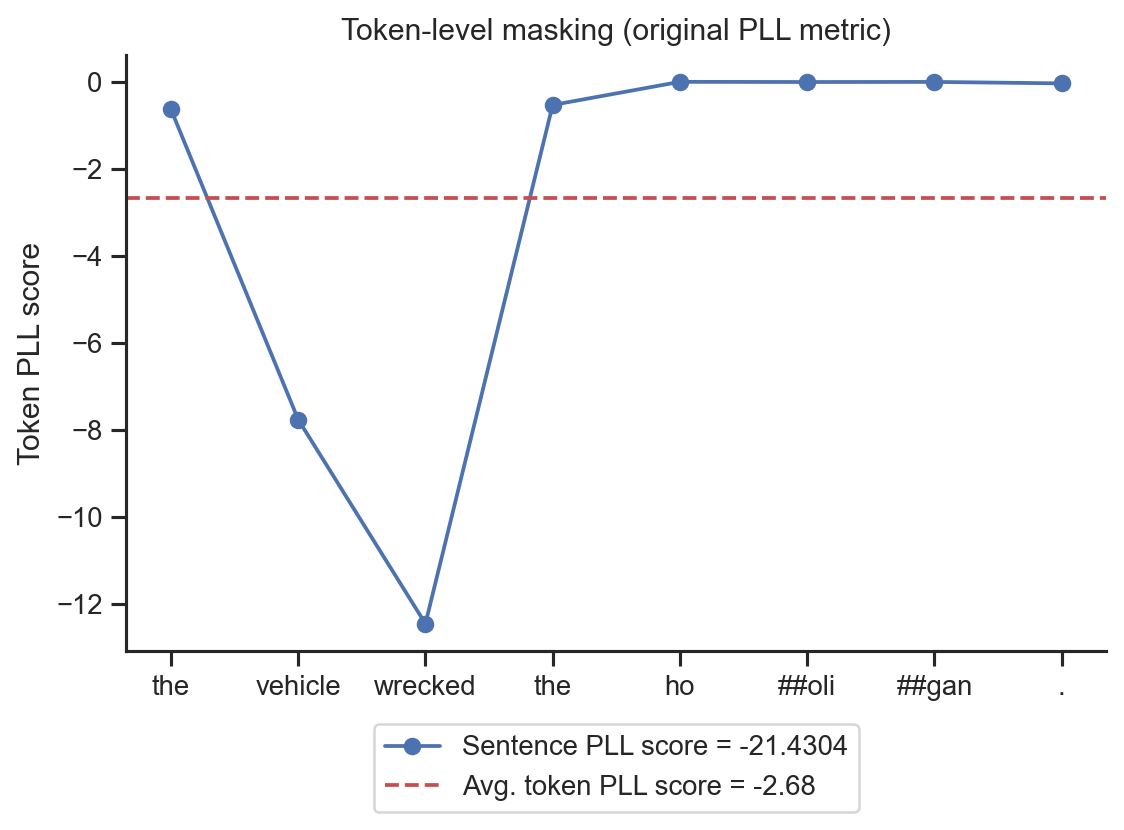 Token-level masking (original PLL metric)
Token PLL score
0
−2
−4
−6
−8
−10
−12
the vehicle wrecked the ho ##oli ##gan .
Sentence PLL score = -21.4304
Avg. token PLL score = -2.68